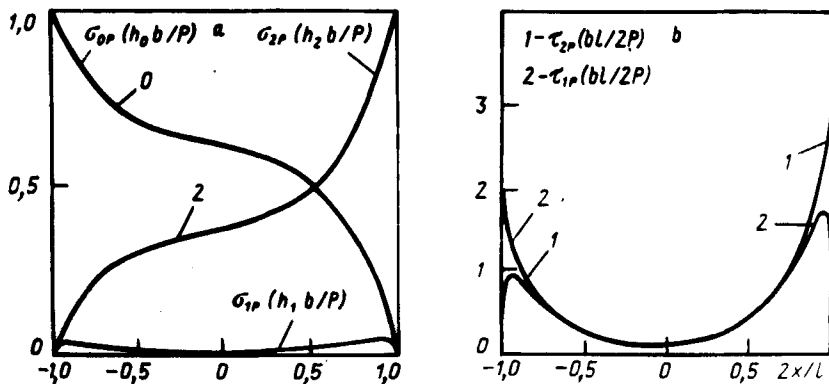 1,0
σ0P (h0 b/P) a σ2P (h2 b/P)
0
0,5
2
σ1P (h1 b/P)
0
-1,0 -0,5 0 0,5 1,0
1-τ2P(bl/2P) b
2-τ1P(bl/2P)
3
1
2
2
2
1
1
0
-1,0 -0,5 0 0,5 2x/l